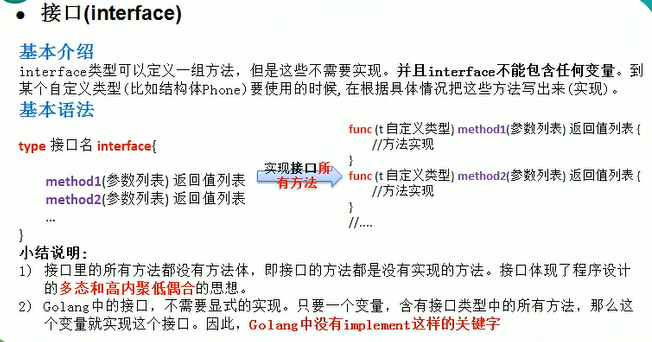 ● 接口(interface)
基本介绍
interface类型可以定义一组方法，但是这些不需要实现。并且interface不能包含任何变量。到
某个自定义类型(比如结构体Phone)要使用的时候,在根据具体情况把这些方法写出来(实现)。
基本语法
type 接口名 interface{
method1(参数列表) 返回值列表
method2(参数列表) 返回值列表
...
}
实现接口所
有方法
func (t 自定义类型) method1(参数列表) 返回值列表 {
//方法实现
}
func (t 自定义类型) method2(参数列表) 返回值列表 {
//方法实现
}
//....
小结说明:
1) 接口里的所有方法都没有方法体，即接口的方法都是没有实现的方法。接口体现了程序设计
的多态和高内聚低偶合的思想。
2) Golang中的接口，不需要显式的实现。只要一个变量，含有接口类型中的所有方法，那么这
个变量就实现这个接口。因此，Golang中没有implement这样的关键字